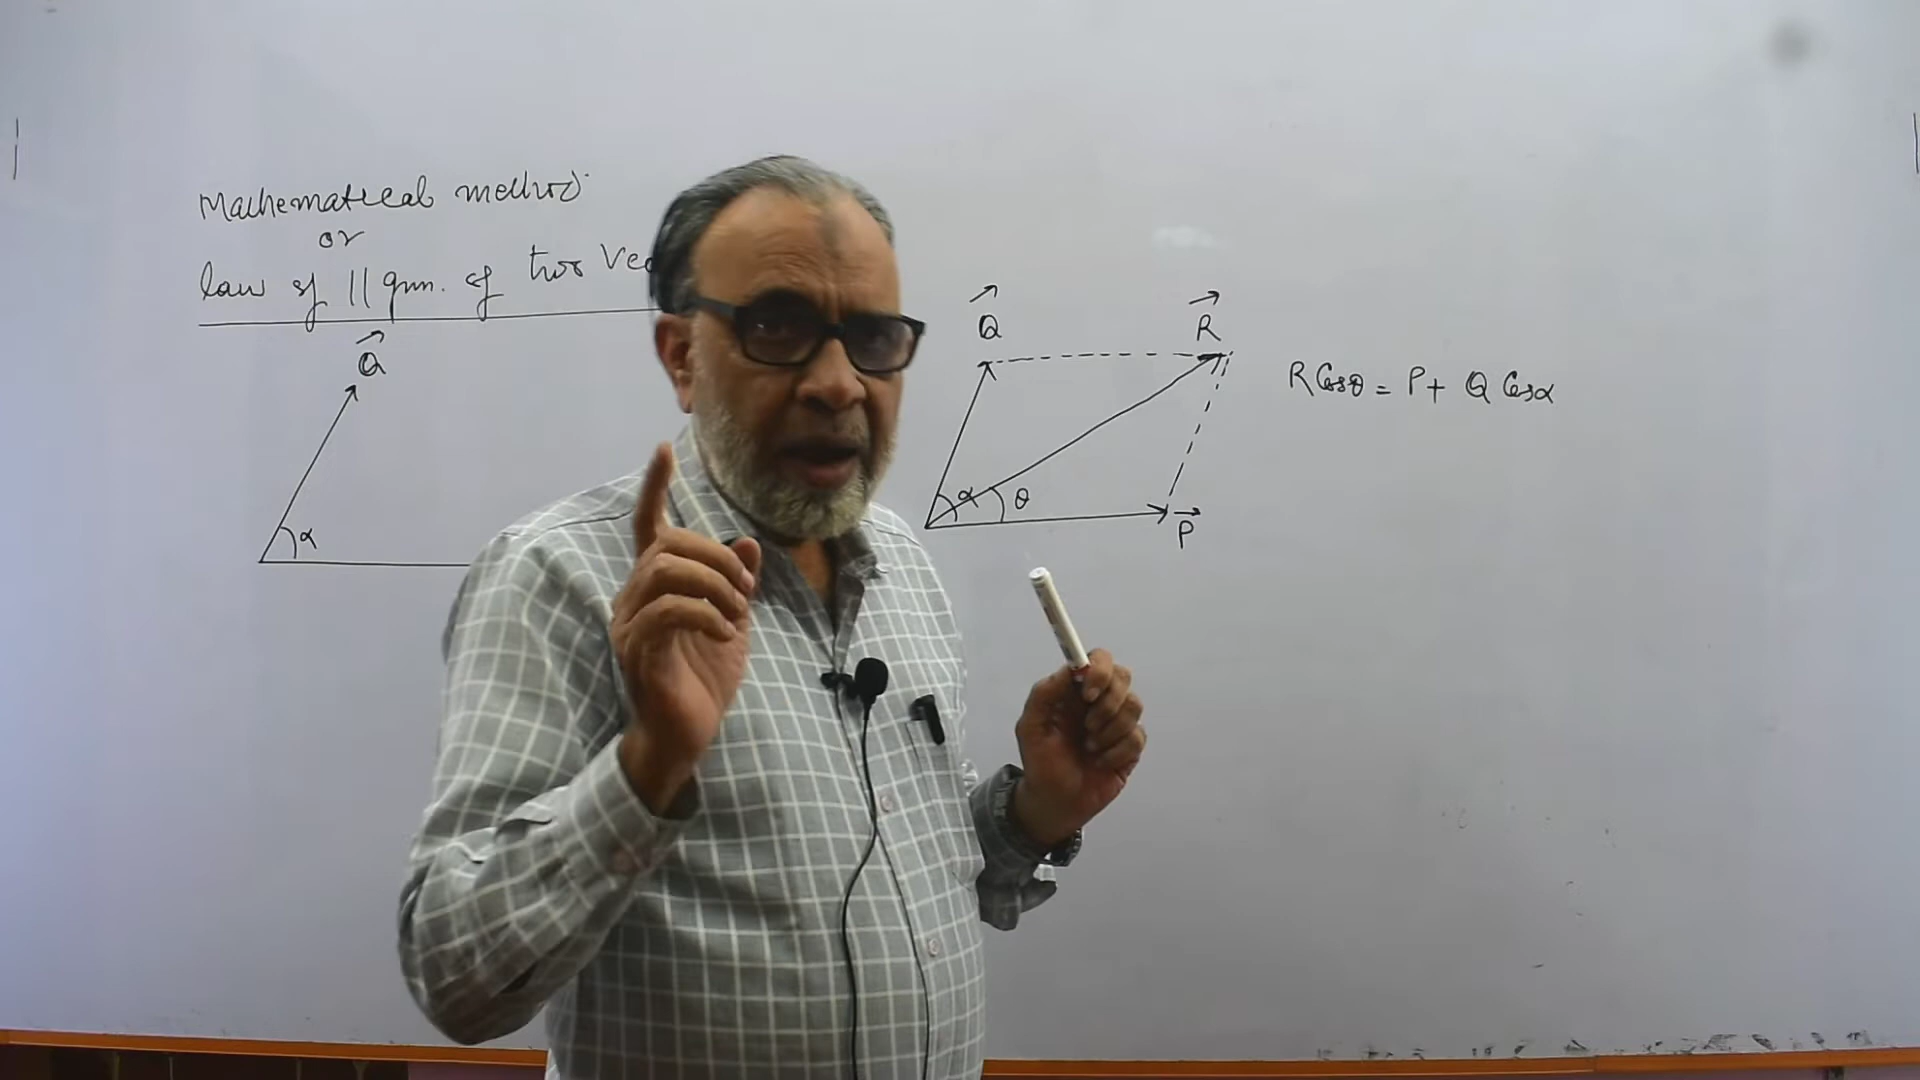 Mathematical method
or
law of || gm. of two Vec
Q
α
Q
R
α
θ
P
R Cosθ = P + Q Cosα